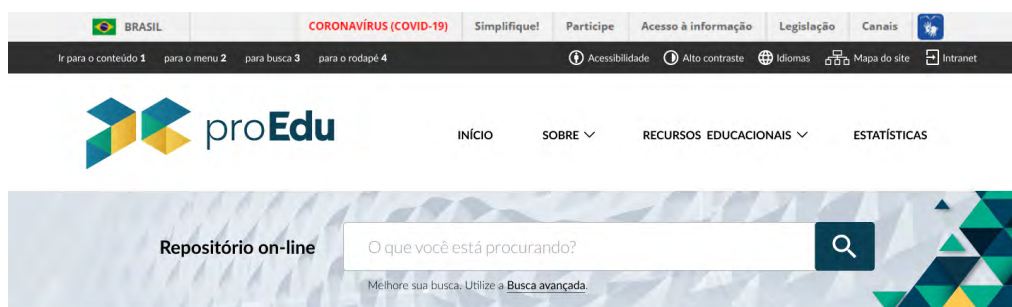 BRASIL CORONAVÍRUS (COVID-19) Simplifique! Participe Acesso à informação Legislação Canais
Ir para o conteúdo 1 para o menu 2 para busca 3 para o rodapé 4 Acessibilidade Alto contraste Idiomas Mapa do site Intranet
proEdu INÍCIO SOBRE RECURSOS EDUCACIONAIS ESTATÍSTICAS
Repositório on-line O que você está procurando?
Melhore sua busca. Utilize a Busca avançada.